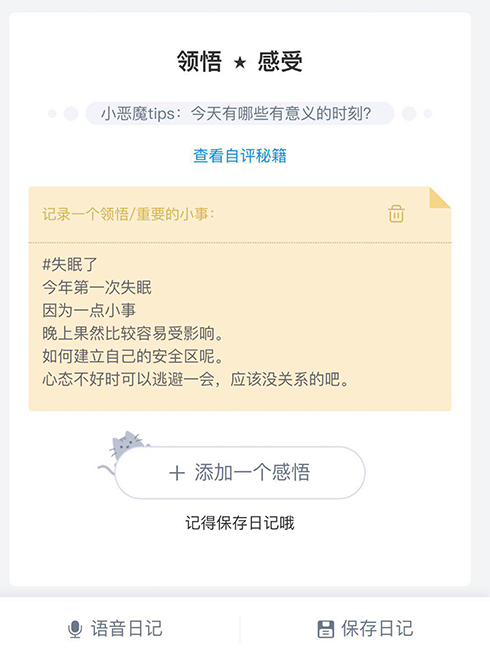 领悟 ★ 感受
小恶魔tips：今天有哪些有意义的时刻？
查看自评秘籍
记录一个领悟/重要的小事：
#失眠了
今年第一次失眠
因为一点小事
晚上果然比较容易受影响。
如何建立自己的安全区呢。
心态不好时可以逃避一会，应该没关系的吧。
＋ 添加一个感悟
记得保存日记哦
语音日记
保存日记